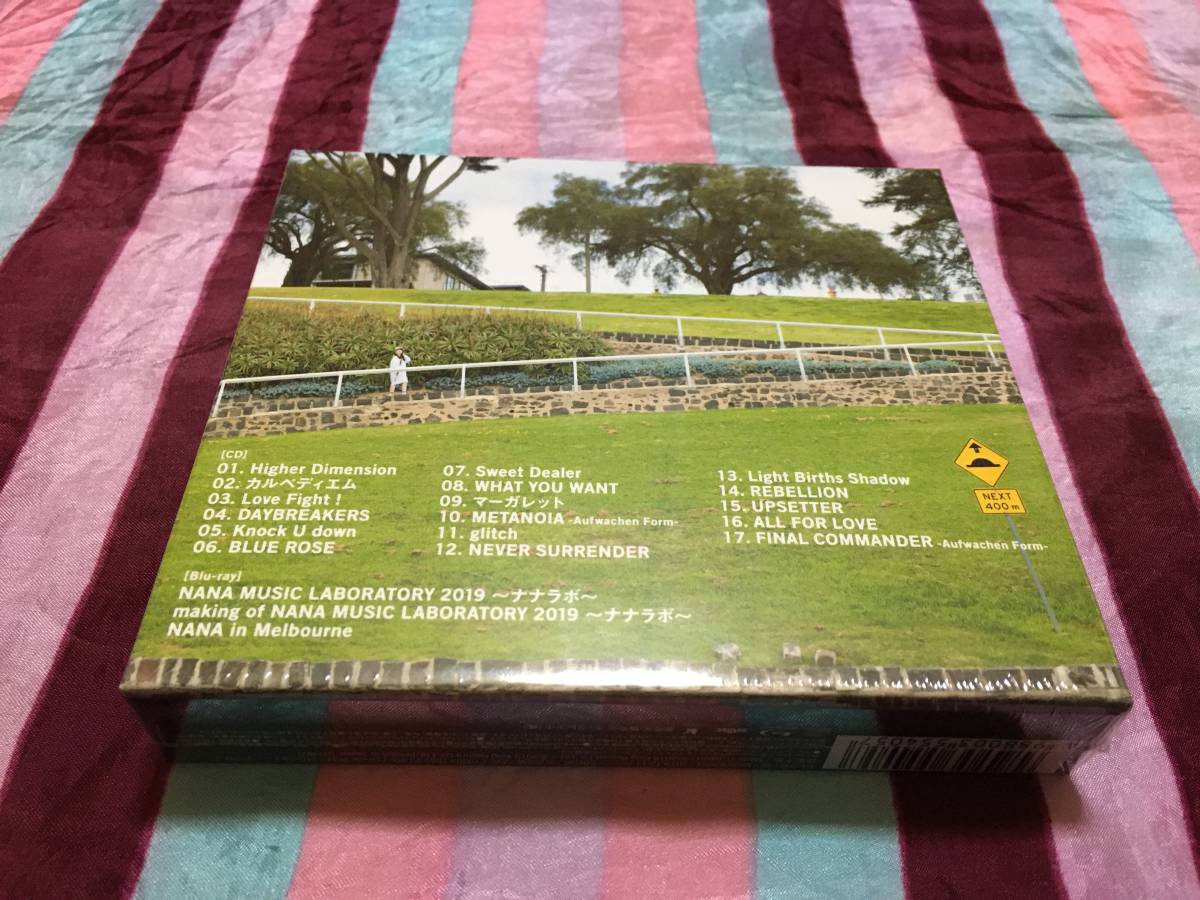 [CD]
01. Higher Dimension
02. カルペディエム
03. Love Fight !
04. DAYBREAKERS
05. Knock U down
06. BLUE ROSE
07. Sweet Dealer
08. WHAT YOU WANT
09. マーガレット
10. METANOIA -Aufwachen Form-
11. glitch
12. NEVER SURRENDER
13. Light Births Shadow
14. REBELLION
15. UPSETTER
16. ALL FOR LOVE
17. FINAL COMMANDER -Aufwachen Form-
[Blu-ray]
NANA MUSIC LABORATORY 2019 ～ナナラボ～
making of NANA MUSIC LABORATORY 2019 ～ナナラボ～
NANA in Melbourne
NEXT
400 m